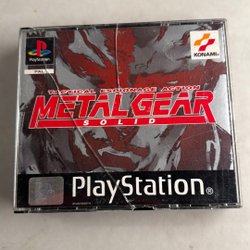 PAL
KONAMI
TACTICAL ESPIONAGE ACTION
METAL GEAR
SOLID
PlayStation®